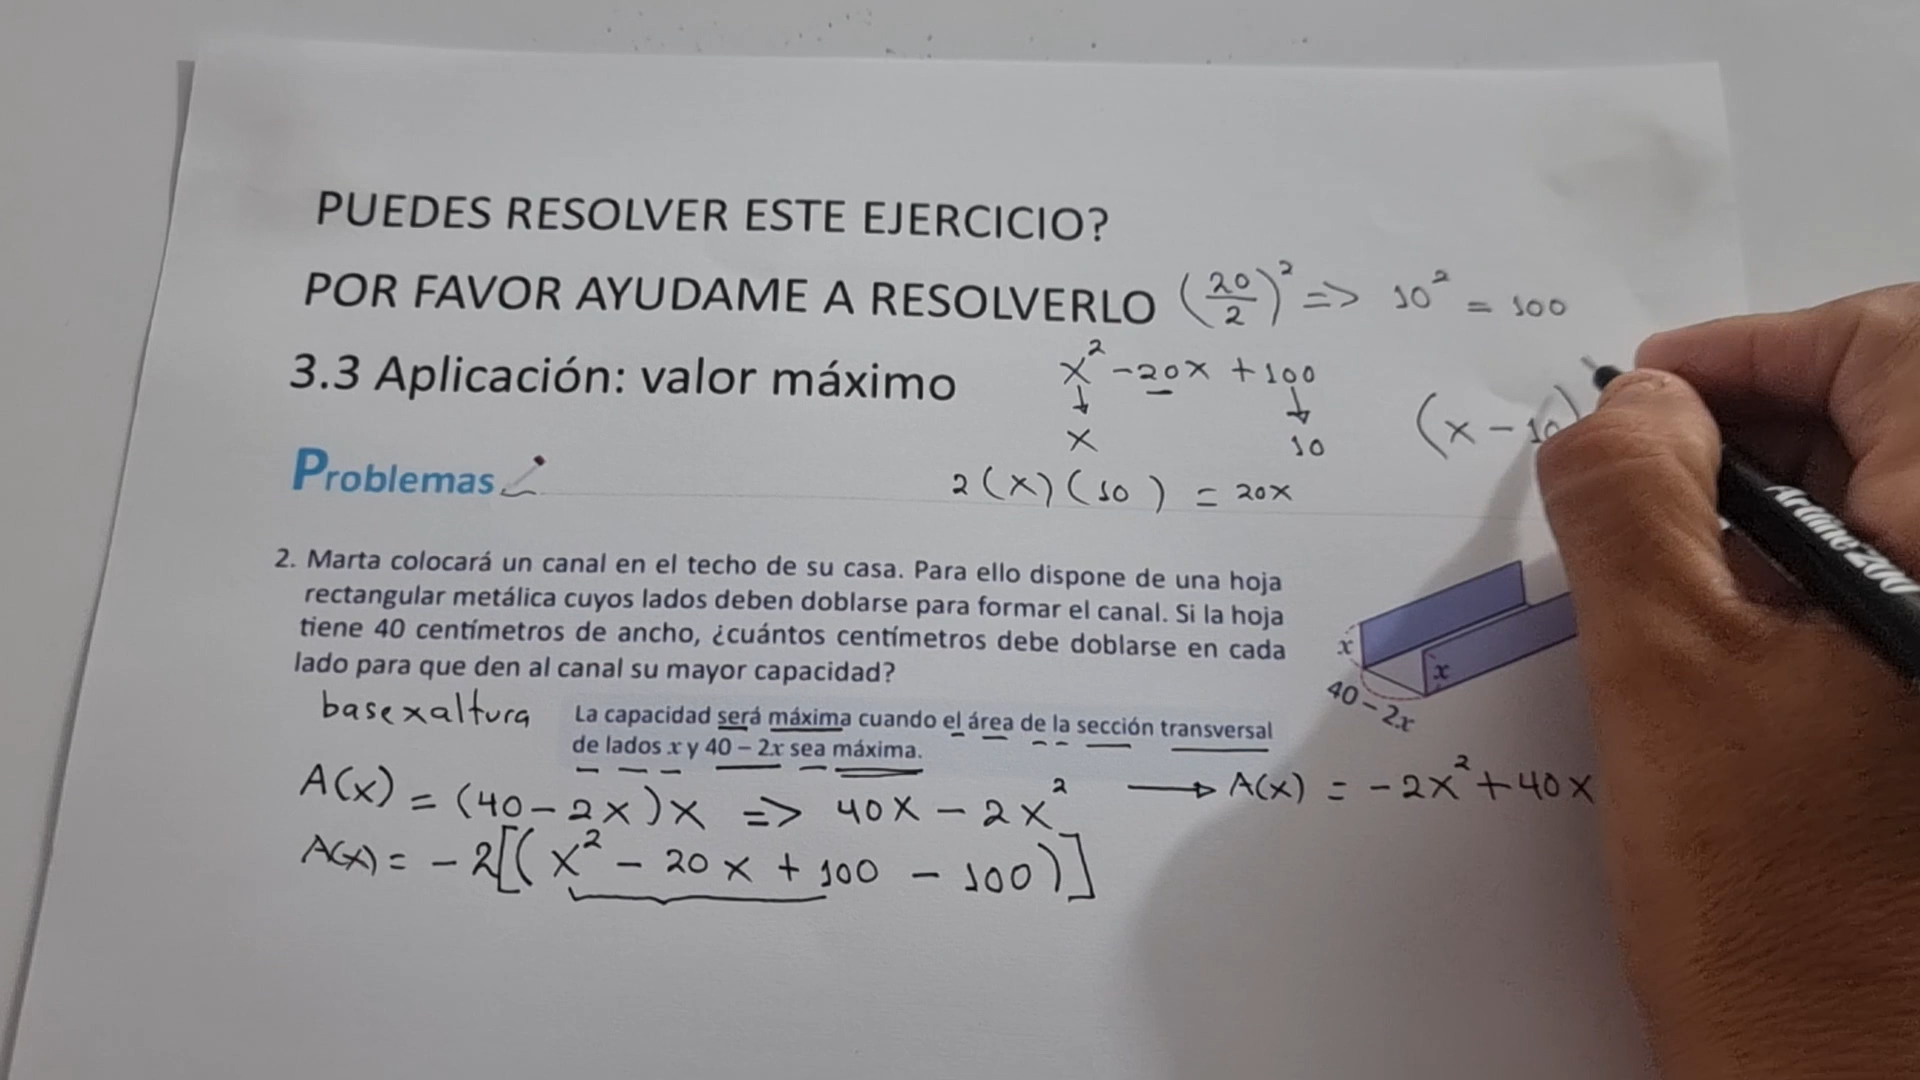 PUEDES RESOLVER ESTE EJERCICIO?
POR FAVOR AYUDAME A RESOLVERLO
(20/2)² => 10² = 100
3.3 Aplicación: valor máximo
x² - 20x + 100
↓ ↓
x 10
(x - 10)
2(x)(10) = 20x
Problemas
2. Marta colocará un canal en el techo de su casa. Para ello dispone de una hoja
rectangular metálica cuyos lados deben doblarse para formar el canal. Si la hoja
tiene 40 centímetros de ancho, ¿cuántos centímetros debe doblarse en cada
lado para que den al canal su mayor capacidad?
x
x
40 – 2x
base x altura
La capacidad será máxima cuando el área de la sección transversal
de lados x y 40 – 2x sea máxima.
A(x) = (40 - 2x)x => 40x - 2x² → A(x) = -2x² + 40x
A(x) = -2[(x² - 20x + 100 - 100)]
Artline 200